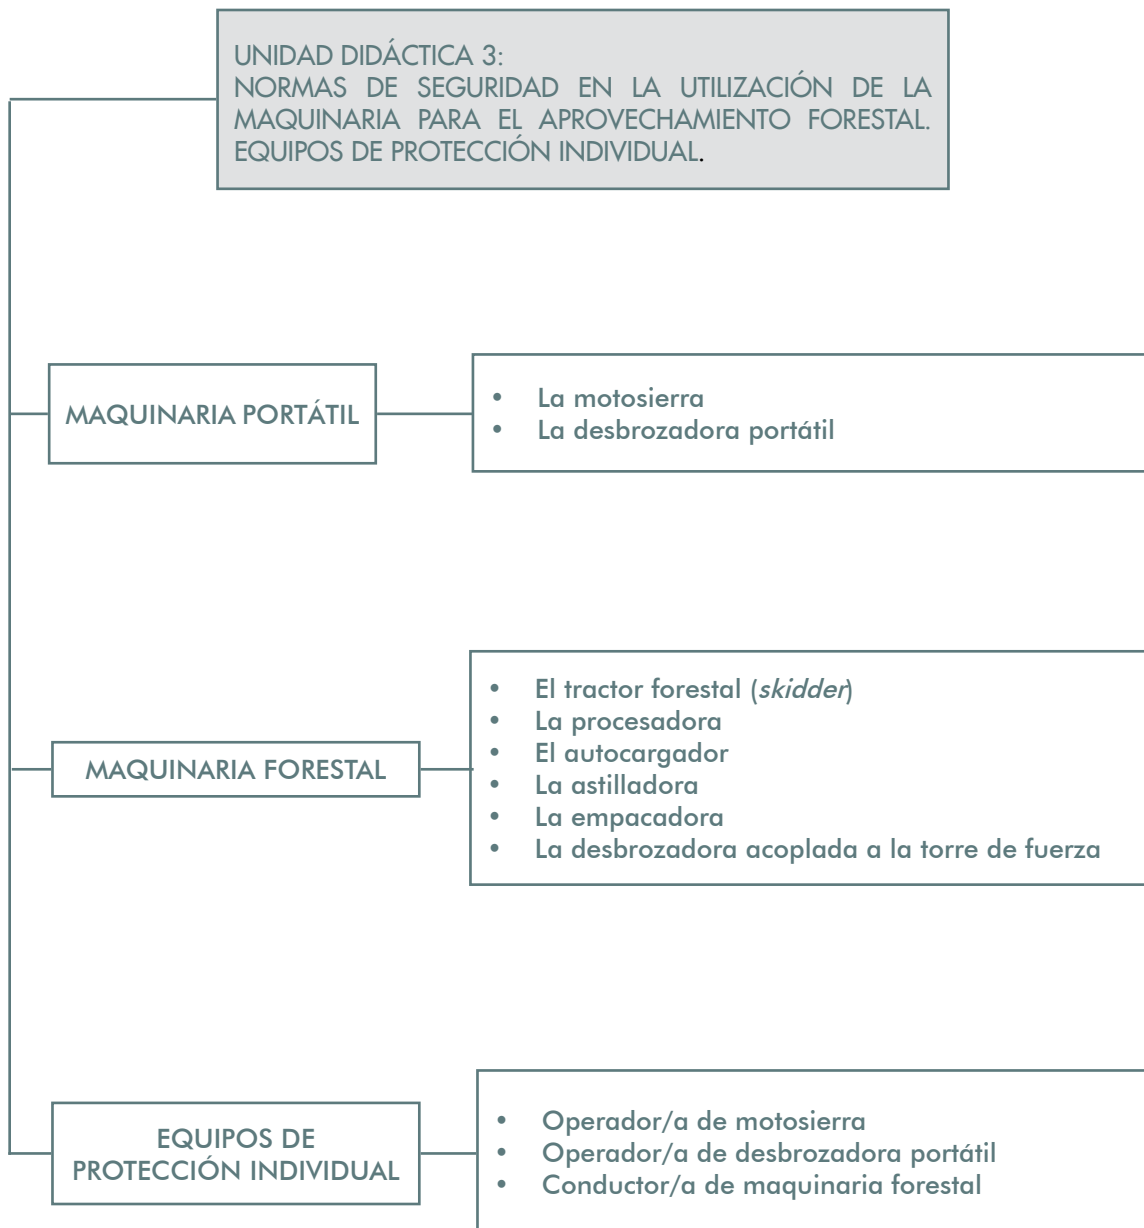 UNIDAD DIDÁCTICA 3:
NORMAS DE SEGURIDAD EN LA UTILIZACIÓN DE LA
MAQUINARIA PARA EL APROVECHAMIENTO FORESTAL.
EQUIPOS DE PROTECCIÓN INDIVIDUAL.
MAQUINARIA PORTÁTIL
• La motosierra
• La desbrozadora portátil
MAQUINARIA FORESTAL
• El tractor forestal (skidder)
• La procesadora
• El autocargador
• La astilladora
• La empacadora
• La desbrozadora acoplada a la torre de fuerza
EQUIPOS DE
PROTECCIÓN INDIVIDUAL
• Operador/a de motosierra
• Operador/a de desbrozadora portátil
• Conductor/a de maquinaria forestal